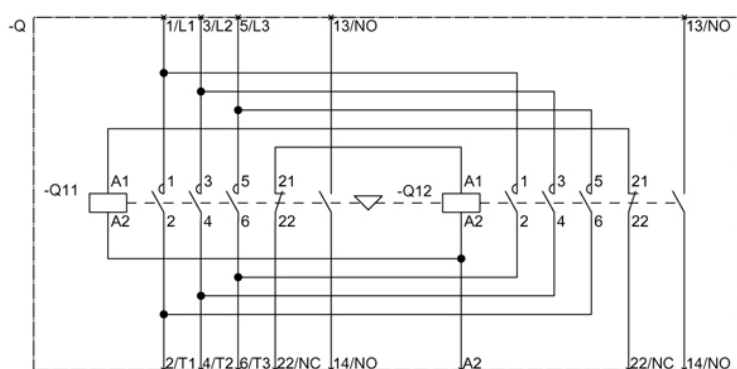 -Q 1/L1 3/L2 5/L3 13/NO 13/NO
-Q11 A1 1 3 5 21 -Q12 A1 1 3 5 21
A2 2 4 6 22 A2 2 4 6 22
2/T1 4/T2 6/T3 22/NC 14/NO A2 22/NC 14/NO